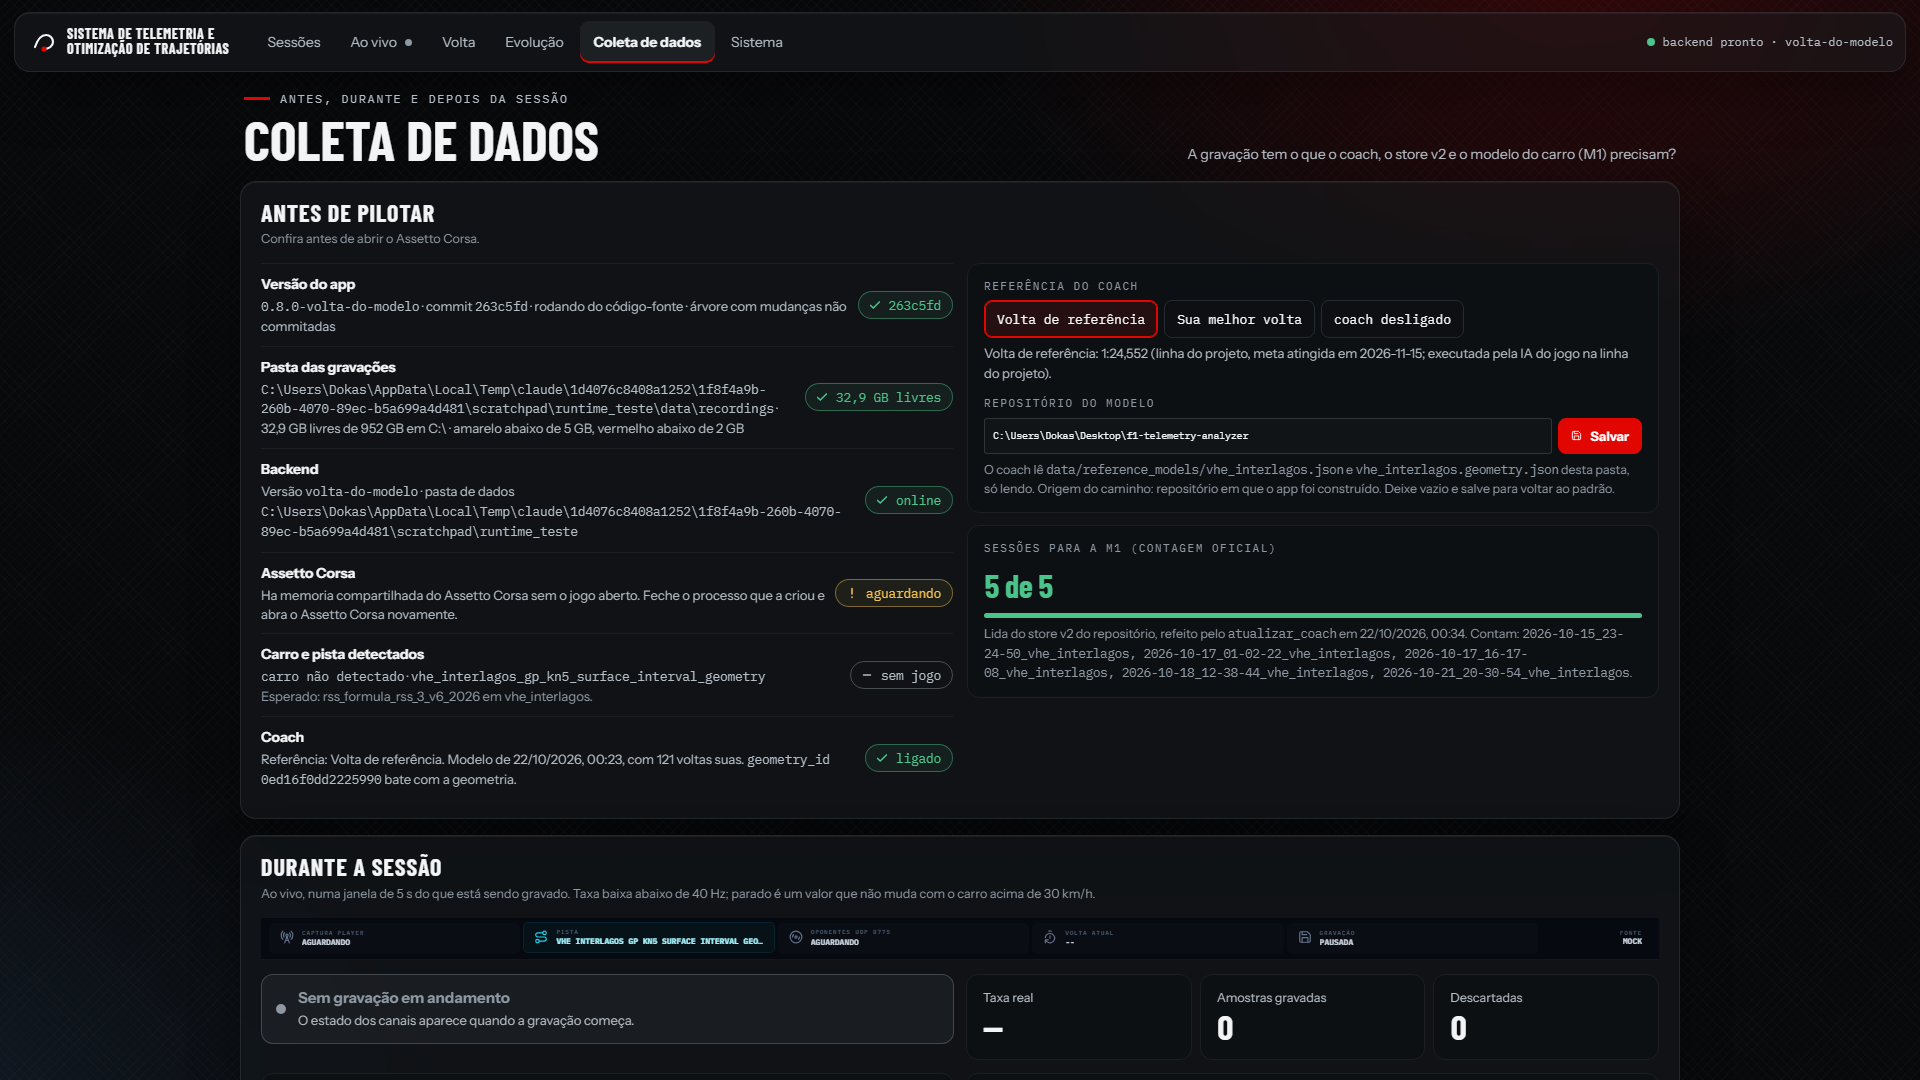 SISTEMA DE TELEMETRIA E
OTIMIZAÇÃO DE TRAJETÓRIAS
Sessões
Ao vivo
Volta
Evolução
Coleta de dados
Sistema
backend pronto · volta-do-modelo
ANTES, DURANTE E DEPOIS DA SESSÃO
COLETA DE DADOS
A gravação tem o que o coach, o store v2 e o modelo do carro (M1) precisam?
ANTES DE PILOTAR
Confira antes de abrir o Assetto Corsa.
Versão do app
0.8.0-volta-do-modelo · commit 263c5fd · rodando do código-fonte · árvore com mudanças não
commitadas
263c5fd
Pasta das gravações
C:\Users\Dokas\AppData\Local\Temp\claude\1d4076c8408a1252\1f8f4a9b-
260b-4070-89ec-b5a699a4d481\scratchpad\runtime_teste\data\recordings ·
32,9 GB livres de 952 GB em C:\ · amarelo abaixo de 5 GB, vermelho abaixo de 2 GB
32,9 GB livres
Backend
Versão volta-do-modelo · pasta de dados
C:\Users\Dokas\AppData\Local\Temp\claude\1d4076c8408a1252\1f8f4a9b-260b-4070-
89ec-b5a699a4d481\scratchpad\runtime_teste
online
Assetto Corsa
Ha memoria compartilhada do Assetto Corsa sem o jogo aberto. Feche o processo que a criou e
abra o Assetto Corsa novamente.
! aguardando
Carro e pista detectados
carro não detectado · vhe_interlagos_gp_kn5_surface_interval_geometry
Esperado: rss_formula_rss_3_v6_2026 em vhe_interlagos.
— sem jogo
Coach
Referência: Volta de referência. Modelo de 22/10/2026, 00:23, com 121 voltas suas. geometry_id
0ed16f0dd2225990 bate com a geometria.
ligado
REFERÊNCIA DO COACH
Volta de referência
Sua melhor volta
coach desligado
Volta de referência: 1:24,552 (linha do projeto, meta atingida em 2026-11-15; executada pela IA do jogo na linha
do projeto).
REPOSITÓRIO DO MODELO
C:\Users\Dokas\Desktop\f1-telemetry-analyzer
Salvar
O coach lê data/reference_models/vhe_interlagos.json e vhe_interlagos.geometry.json desta pasta,
só lendo. Origem do caminho: repositório em que o app foi construído. Deixe vazio e salve para voltar ao padrão.
SESSÕES PARA A M1 (CONTAGEM OFICIAL)
5 de 5
Lida do store v2 do repositório, refeito pelo atualizar_coach em 22/10/2026, 00:34. Contam: 2026-10-15_23-
24-50_vhe_interlagos, 2026-10-17_01-02-22_vhe_interlagos, 2026-10-17_16-17-
08_vhe_interlagos, 2026-10-18_12-38-44_vhe_interlagos, 2026-10-21_20-30-54_vhe_interlagos.
DURANTE A SESSÃO
Ao vivo, numa janela de 5 s do que está sendo gravado. Taxa baixa abaixo de 40 Hz; parado é um valor que não muda com o carro acima de 30 km/h.
CAPTURA PLAYER
AGUARDANDO
PISTA
VHE INTERLAGOS GP KN5 SURFACE INTERVAL GEO…
OPONENTES UDP 8775
AGUARDANDO
VOLTA ATUAL
--
GRAVAÇÃO
PAUSADA
FONTE
MOCK
Sem gravação em andamento
O estado dos canais aparece quando a gravação começa.
Taxa real
—
Amostras gravadas
0
Descartadas
0